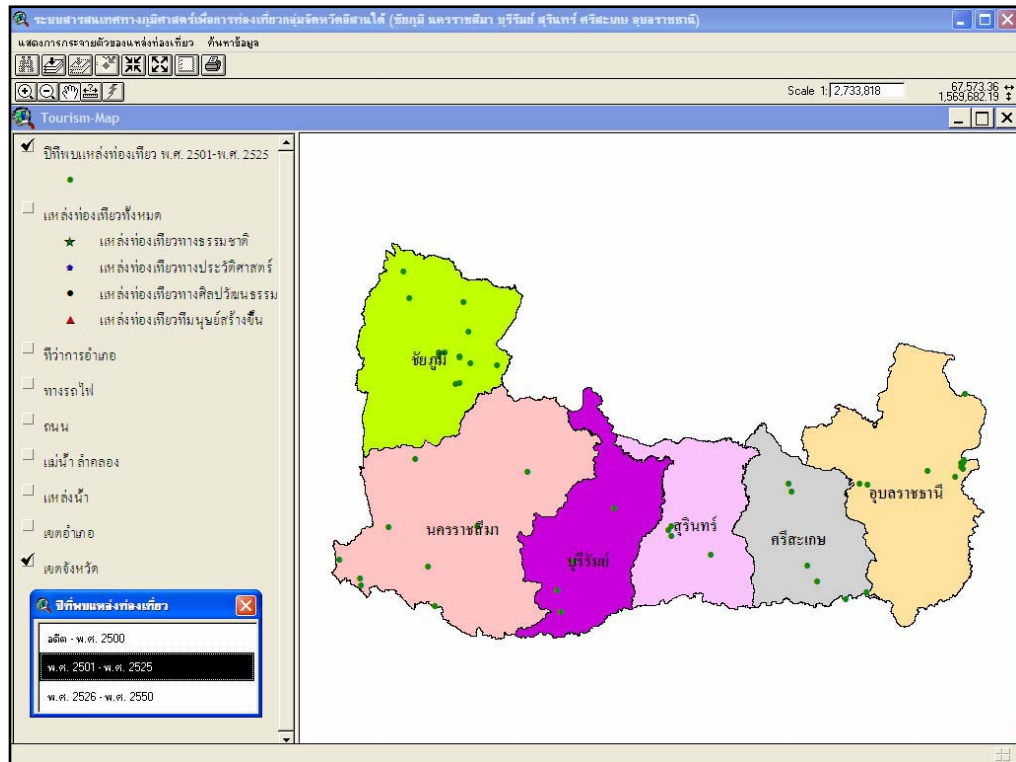 ระบบสารสนเทศทางภูมิศาสตร์เพื่อการท่องเที่ยวกลุ่มจังหวัดอีสานใต้ (ชัยภูมิ นครราชสีมา บุรีรัมย์ สุรินทร์ ศรีสะเกษ อุบลราชธานี)
แสดงการกระจายตัวของแหล่งท่องเที่ยว ค้นหาข้อมูล
Scale 1: 2,733,818
67,573.36
1,569,682.19
Tourism-Map
ปีที่พบแหล่งท่องเที่ยว พ.ศ. 2501-พ.ศ. 2525
แหล่งท่องเที่ยวทั้งหมด
แหล่งท่องเที่ยวทางธรรมชาติ
แหล่งท่องเที่ยวทางประวัติศาสตร์
แหล่งท่องเที่ยวทางศิลปวัฒนธรรม
แหล่งท่องเที่ยวที่มนุษย์สร้างขึ้น
ที่ว่าการอำเภอ
ทางรถไฟ
ถนน
แม่น้ำ ลำคลอง
แหล่งน้ำ
เขตอำเภอ
เขตจังหวัด
ปีที่พบแหล่งท่องเที่ยว
อดีต - พ.ศ. 2500
พ.ศ. 2501 - พ.ศ. 2525
พ.ศ. 2526 - พ.ศ. 2550
ชัยภูมิ
นครราชสีมา
บุรีรัมย์
สุรินทร์
ศรีสะเกษ
อุบลราชธานี